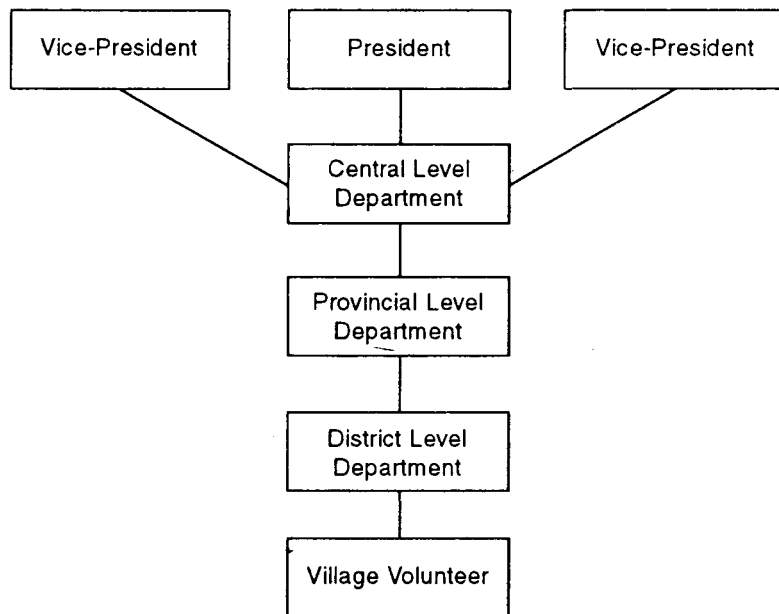 Vice-President
President
Vice-President
Central Level
Department
Provincial Level
Department
District Level
Department
Village Volunteer